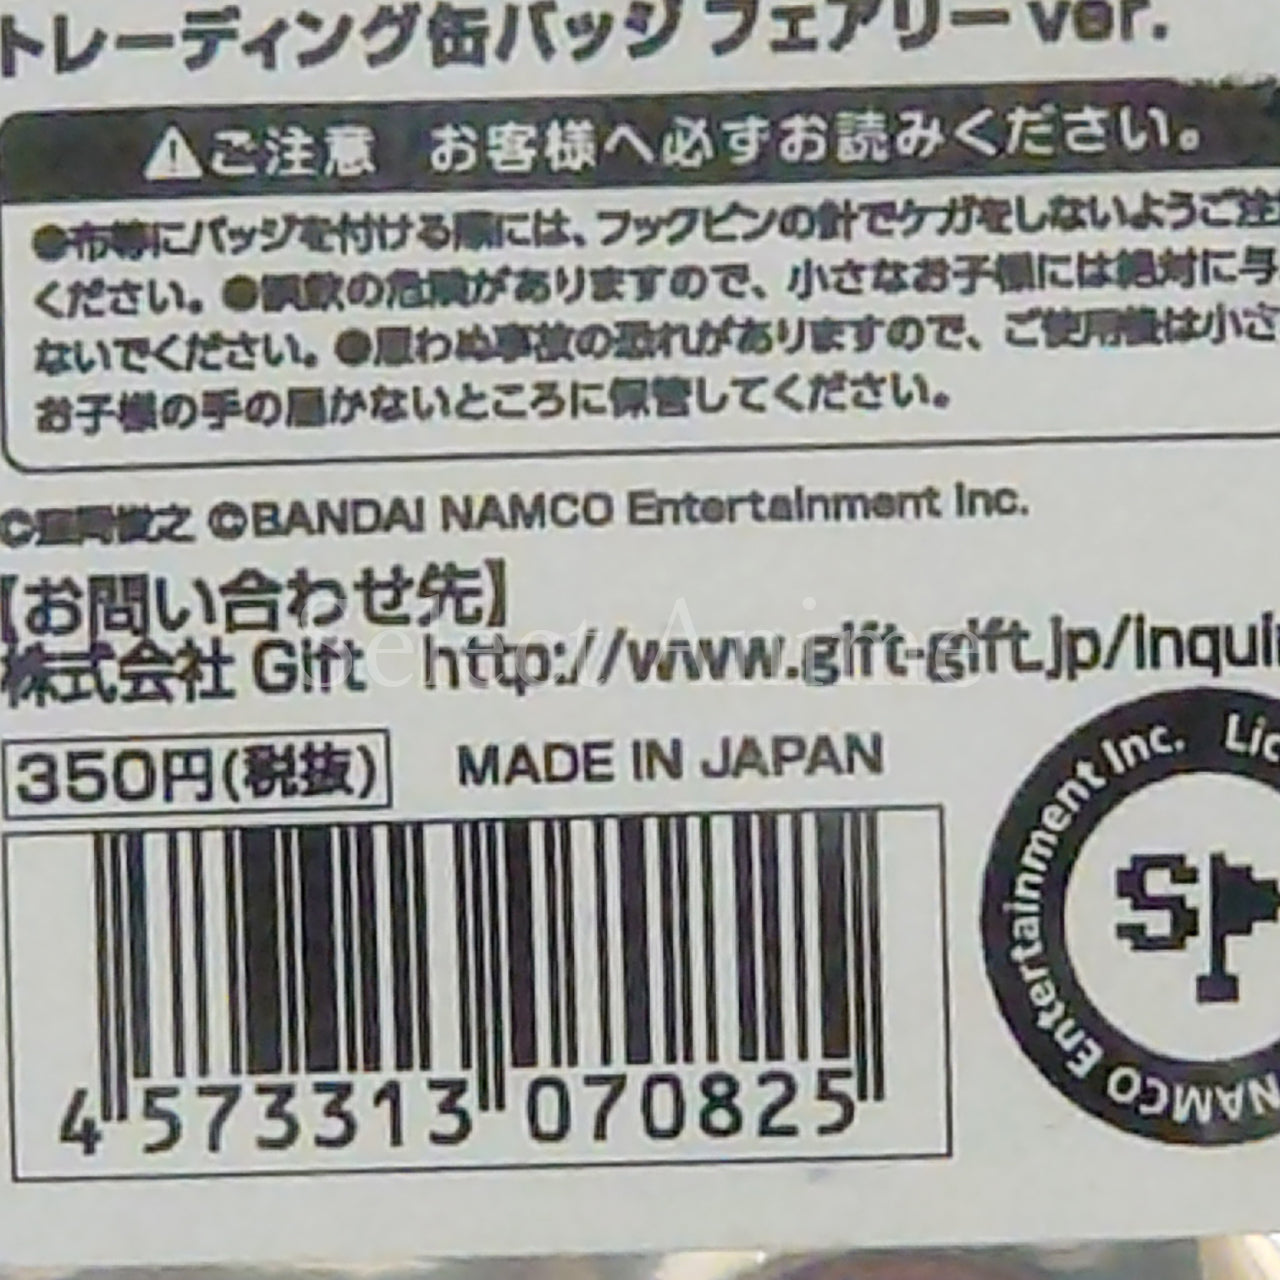 トレーディング缶バッジ フェアリー ver.
ご注意 お客様へ必ずお読みください。
●布等にバッジを付ける際には、フックピンの針でケガをしないようご注
ください。●誤飲の危険がありますので、小さなお子様には絶対に与
ないでください。●思わぬ事故の恐れがありますので、ご使用後は小さ
お子様の手の届かないところに保管してください。
©BANDAI NAMCO Entertainment Inc.
【お問い合わせ先】
株式会社 Gift http://www.gift-gift.jp/inqui
Select Anime
350円(税抜)
MADE IN JAPAN
4 573313 070825
NAMCO Entertainment Inc. Lic
SP